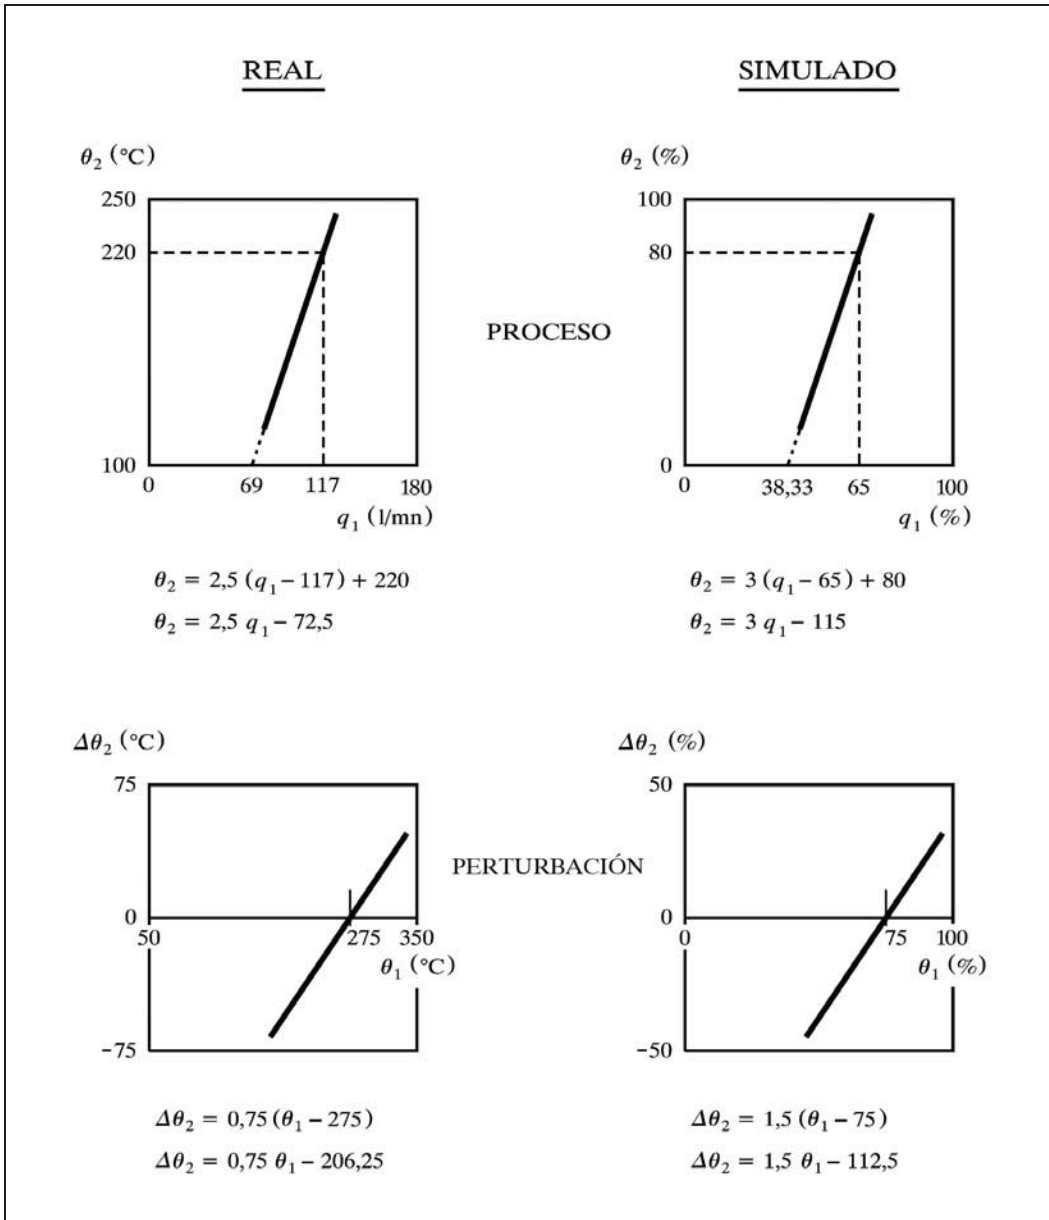 REAL
SIMULADO
θ₂ (°C)
250
220
100
0
69
117
180
q₁ (l/mn)
θ₂ (%)
100
80
0
0
38,33
65
100
q₁ (%)
PROCESO
θ₂ = 2,5 (q₁ – 117) + 220
θ₂ = 2,5 q₁ – 72,5
θ₂ = 3 (q₁ – 65) + 80
θ₂ = 3 q₁ – 115
Δθ₂ (°C)
75
0
–75
50
275
350
θ₁ (°C)
PERTURBACIÓN
Δθ₂ (%)
50
0
–50
0
75
100
θ₁ (%)
Δθ₂ = 0,75 (θ₁ – 275)
Δθ₂ = 0,75 θ₁ – 206,25
Δθ₂ = 1,5 (θ₁ – 75)
Δθ₂ = 1,5 θ₁ – 112,5